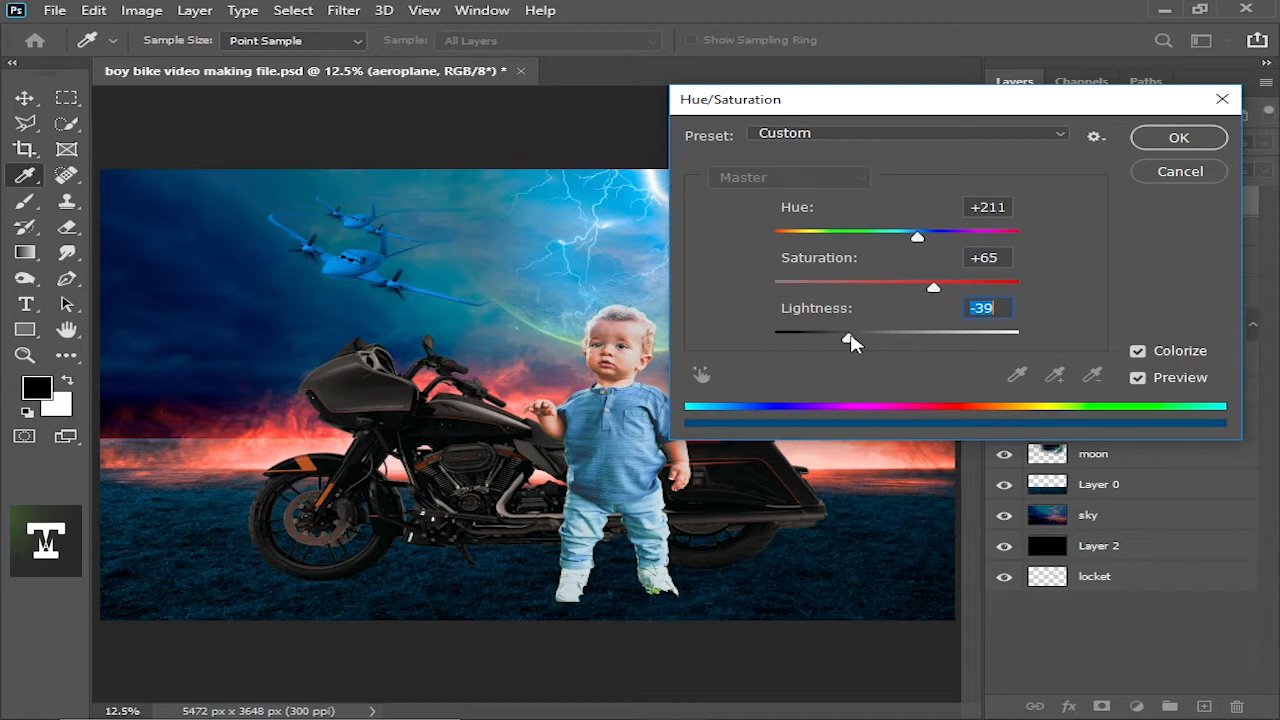 Ps File Edit Image Layer Type Select Filter 3D View Window Help
Sample Size: Point Sample Sample: All Layers Show Sampling Ring
boy bike video making file.psd @ 12.5% (aeroplane, RGB/8*) *
Layers Channels Paths
Hue/Saturation
Preset: Custom
OK
Cancel
Master
Hue: +211
Saturation: +65
Lightness: -39
Colorize
Preview
moon
Layer 0
sky
Layer 2
locket
12.5% 5472 px x 3648 px (300 ppi)